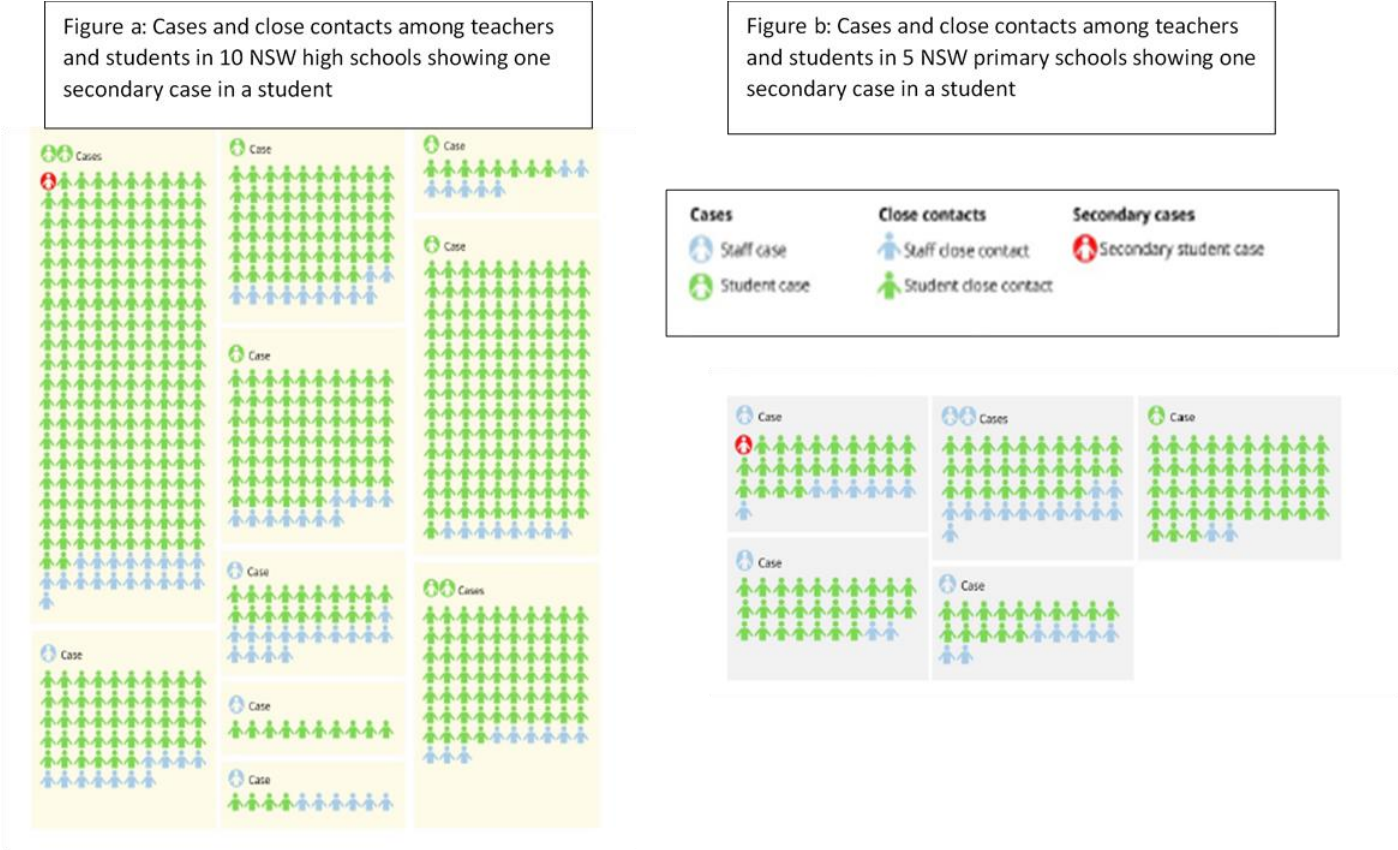 Figure a: Cases and close contacts among teachers
and students in 10 NSW high schools showing one
secondary case in a student
Figure b: Cases and close contacts among teachers
and students in 5 NSW primary schools showing one
secondary case in a student
Cases
Case
Case
Case
Case
Case
Cases
Case
Case
Case
Cases
Close contacts
Secondary cases
Staff case
Staff close contact
Secondary student case
Student case
Student close contact
Case
Cases
Case
Case
Case